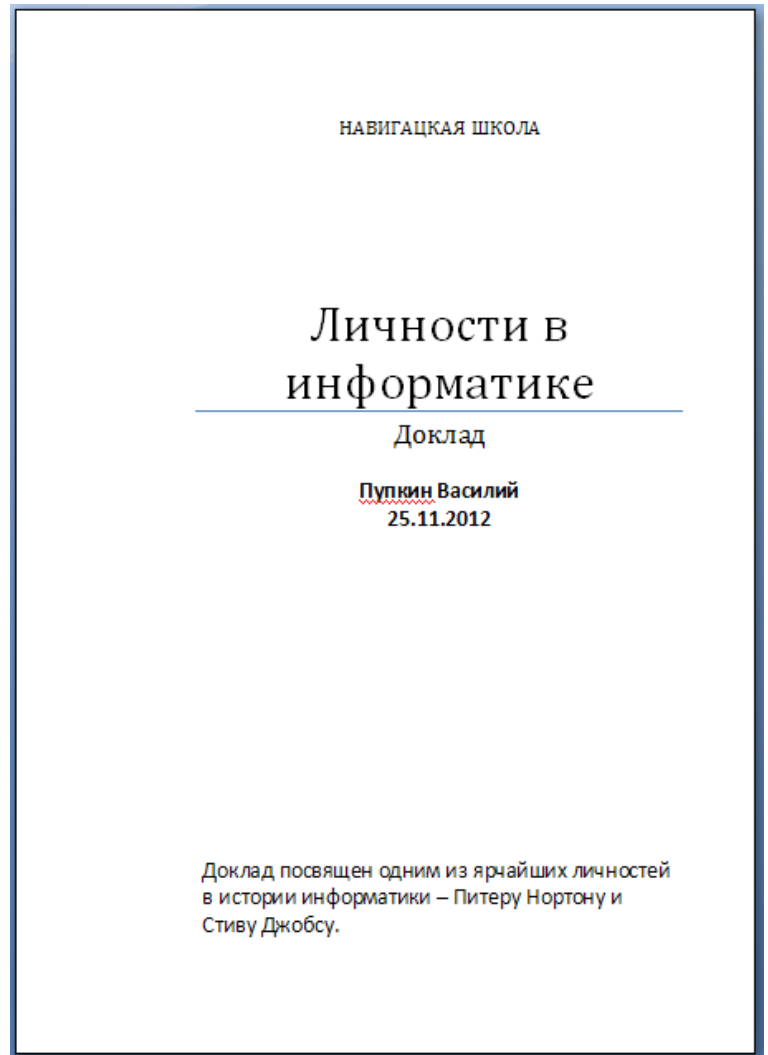 НАВИГАЦКАЯ ШКОЛА
Личности в
информатике
Доклад
Пупкин Василий
25.11.2012
Доклад посвящен одним из ярчайших личностей
в истории информатики – Питеру Нортону и
Стиву Джобсу.